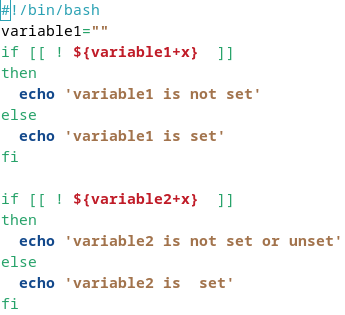 #!/bin/bash
variable1=""
if [[ ! ${variable1+x}  ]]
then
  echo 'variable1 is not set'
else
  echo 'variable1 is set'
fi

if [[ ! ${variable2+x}  ]]
then
  echo 'variable2 is not set or unset'
else
  echo 'variable2 is  set'
fi